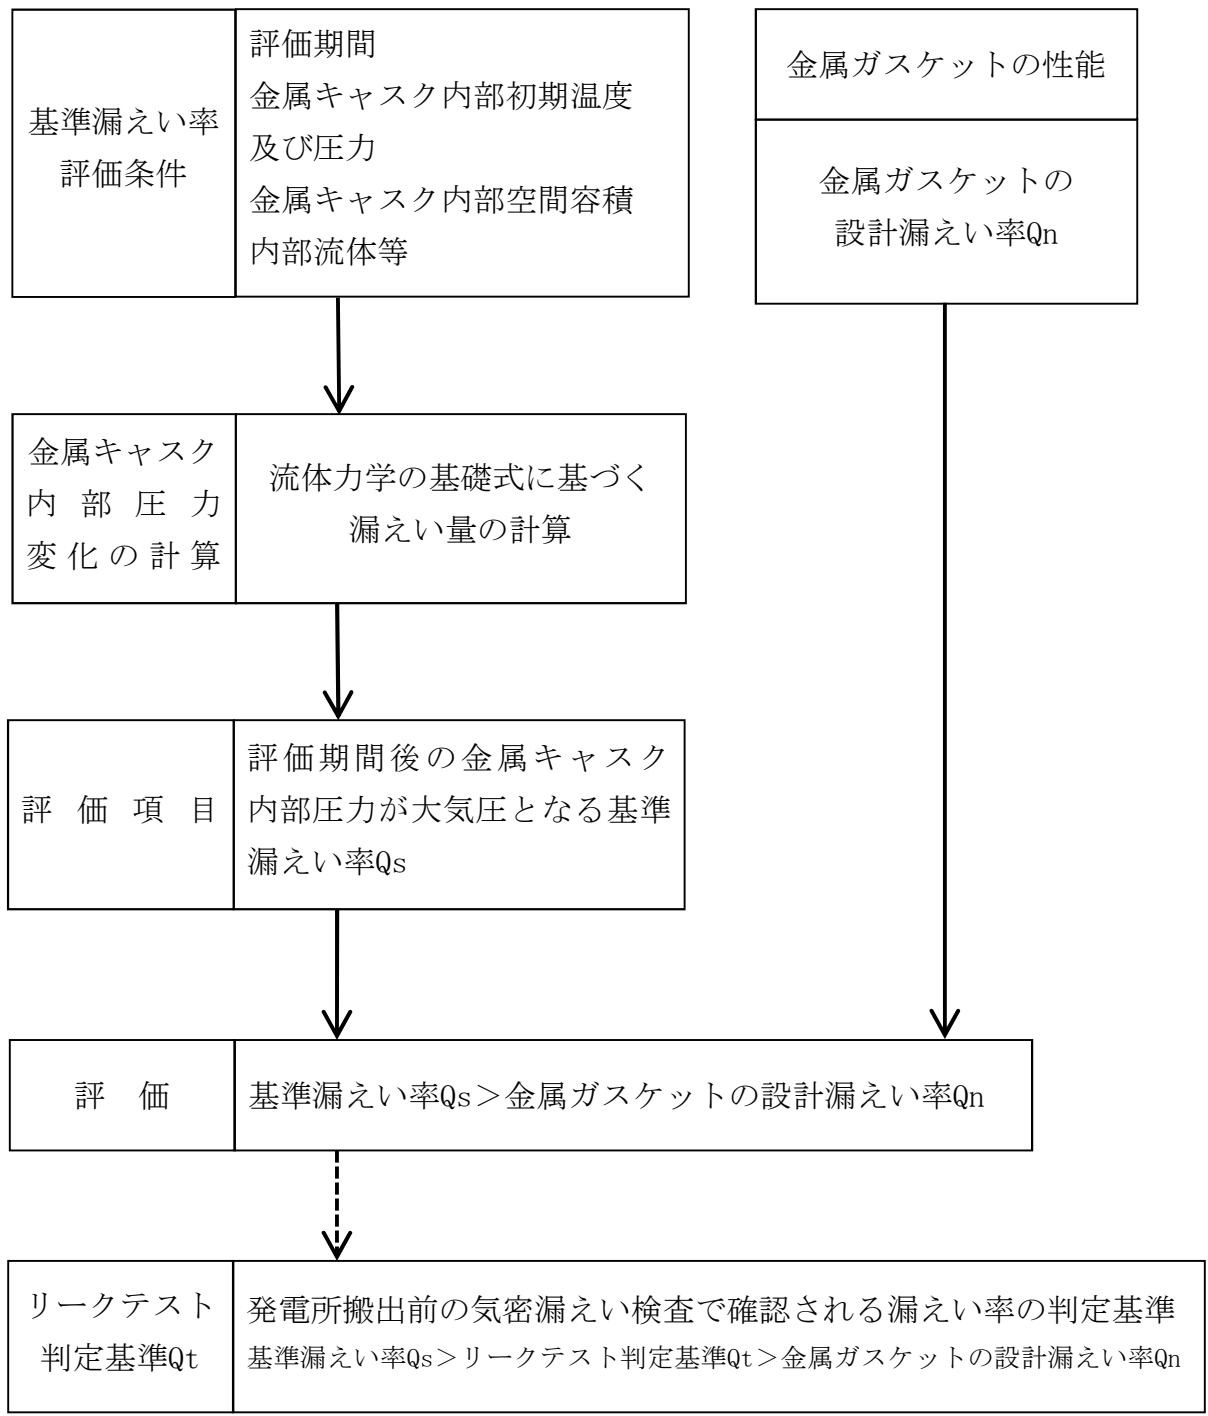 基準漏えい率
評価条件
評価期間
金属キャスク内部初期温度
及び圧力
金属キャスク内部空間容積
内部流体等
金属ガスケットの性能
金属ガスケットの
設計漏えい率Qn
金属キャスク
内部圧力
変化の計算
流体力学の基礎式に基づく
漏えい量の計算
評価項目
評価期間後の金属キャスク
内部圧力が大気圧となる基準
漏えい率Qs
評価
基準漏えい率Qs＞金属ガスケットの設計漏えい率Qn
リークテスト
判定基準Qt
発電所搬出前の気密漏えい検査で確認される漏えい率の判定基準
基準漏えい率Qs＞リークテスト判定基準Qt＞金属ガスケットの設計漏えい率Qn